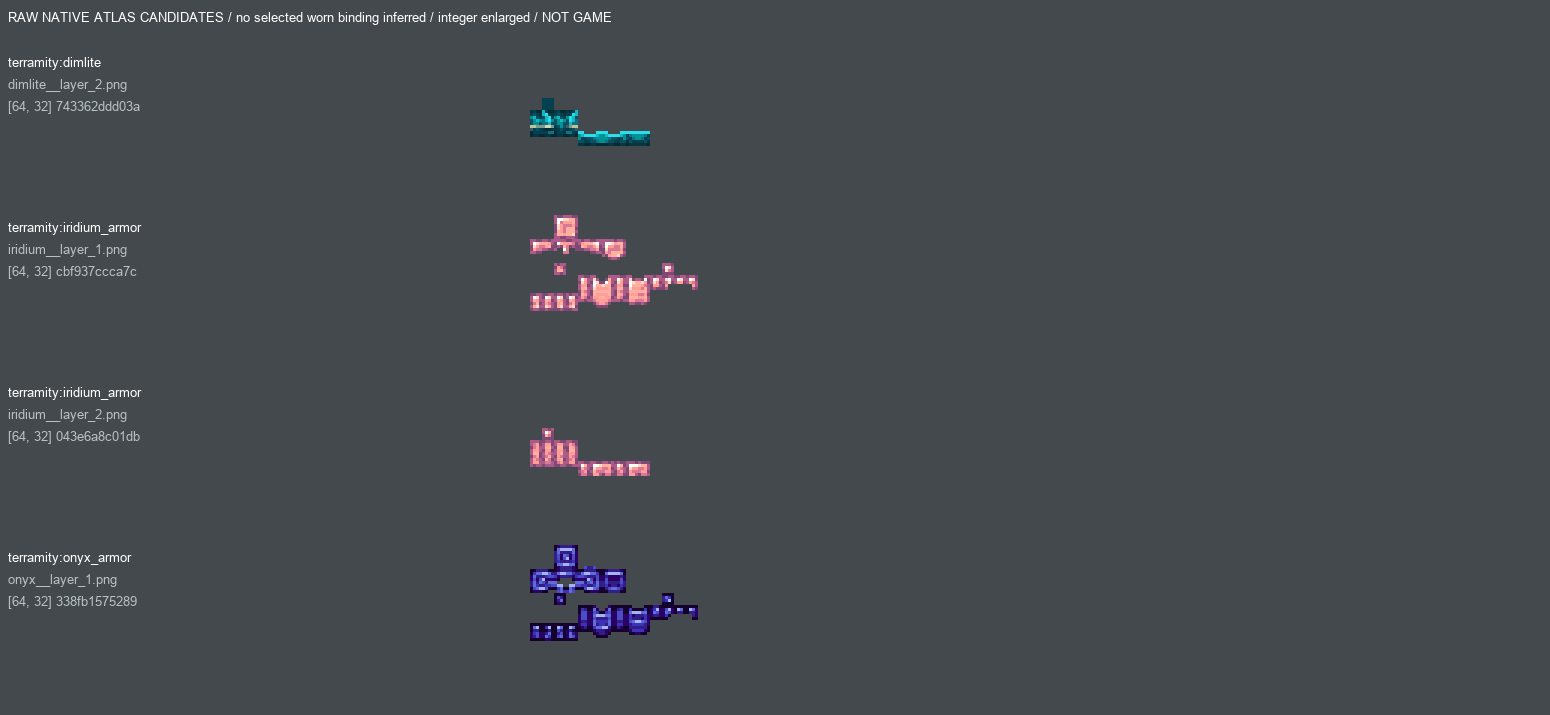 RAW NATIVE ATLAS CANDIDATES / no selected worn binding inferred / integer enlarged / NOT GAME
terramity:dimlite
dimlite__layer_2.png
[64, 32] 743362ddd03a
terramity:iridium_armor
iridium__layer_1.png
[64, 32] cbf937ccca7c
terramity:iridium_armor
iridium__layer_2.png
[64, 32] 043e6a8c01db
terramity:onyx_armor
onyx__layer_1.png
[64, 32] 338fb1575289